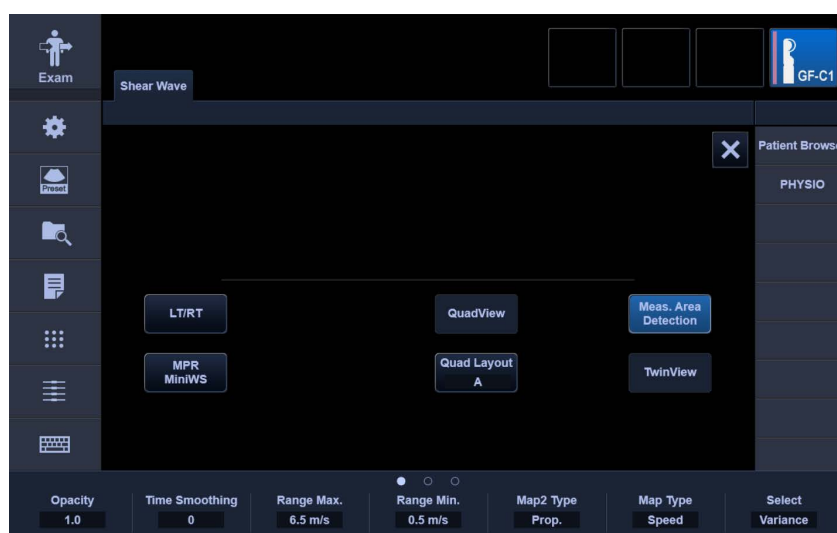 Exam
Shear Wave
GF-C1
Preset
Patient Brows
PHYSIO
LT/RT
QuadView
Meas. Area
Detection
MPR
MiniWS
Quad Layout
A
TwinView
Opacity
Time Smoothing
Range Max.
Range Min.
Map2 Type
Map Type
Select
1.0
0
6.5 m/s
0.5 m/s
Prop.
Speed
Variance